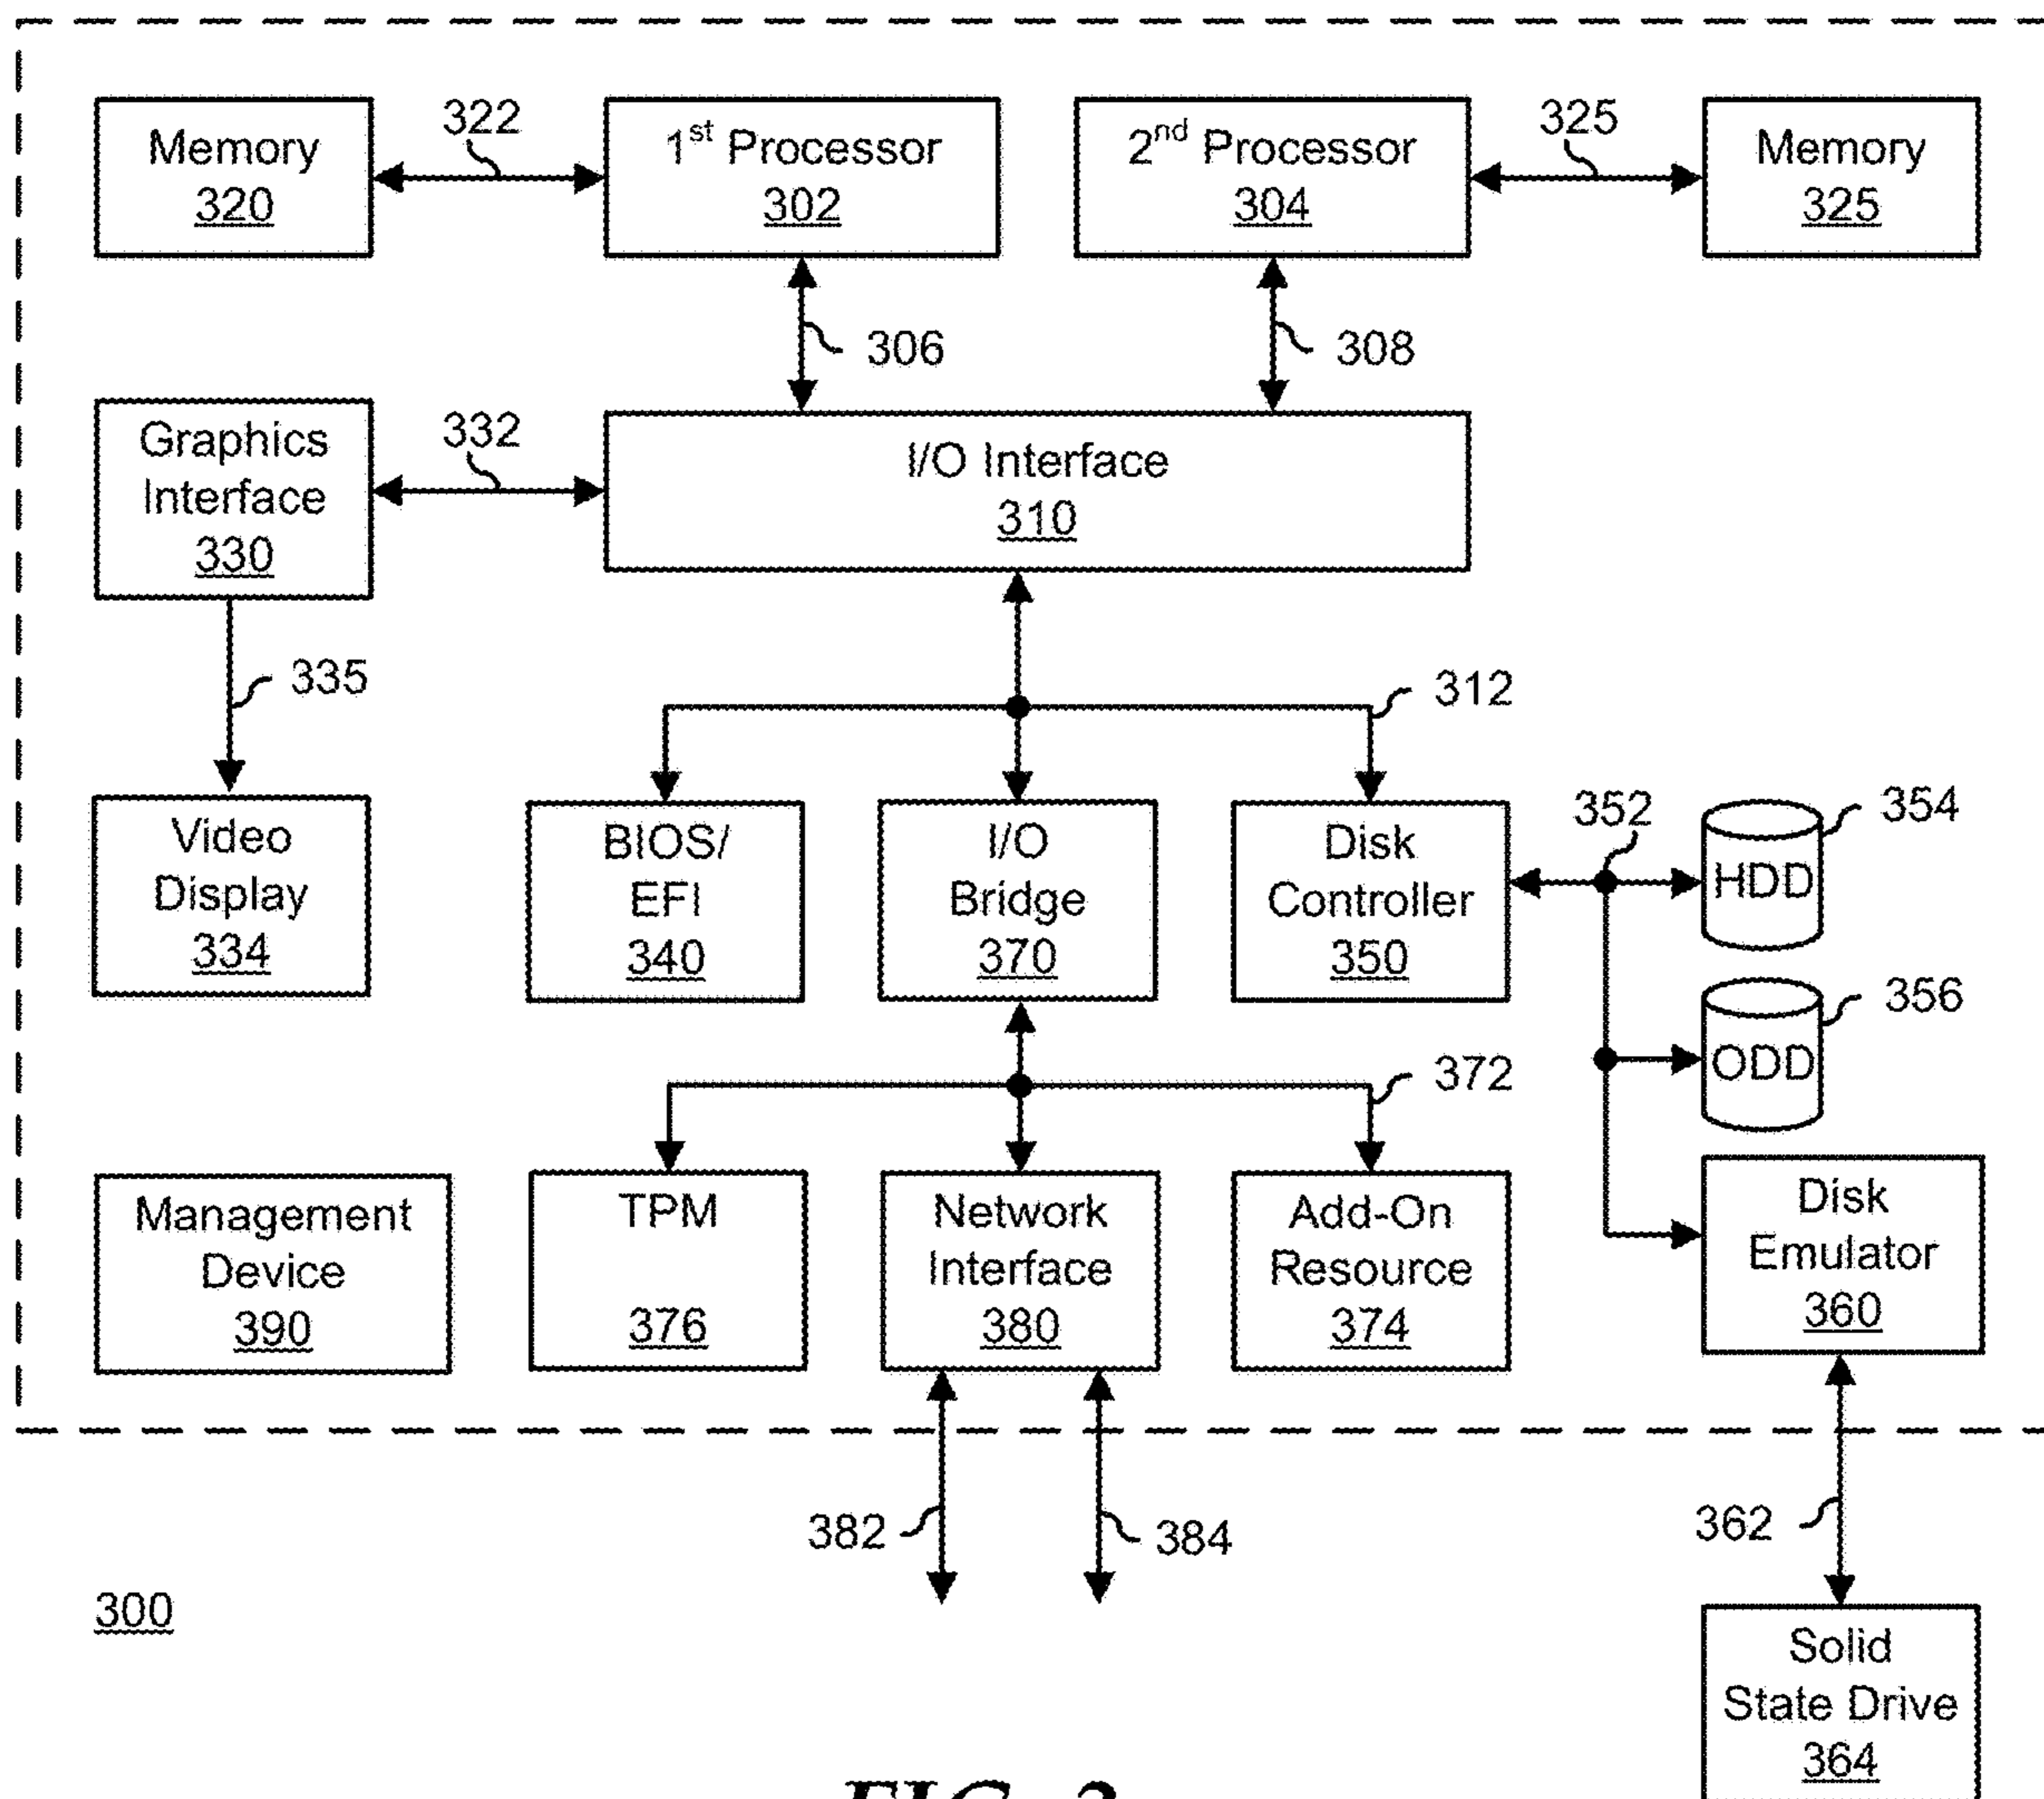 Memory
320
322
1st Processor
302
2nd Processor
304
325
Memory
325
306
308
Graphics
Interface
330
332
I/O Interface
310
335
312
Video
Display
334
BIOS/
EFI
340
I/O
Bridge
370
Disk
Controller
350
352
HDD
354
ODD
356
372
Management
Device
390
TPM
376
Network
Interface
380
Add-On
Resource
374
Disk
Emulator
360
382
384
362
300
Solid
State Drive
364
FIG. 3